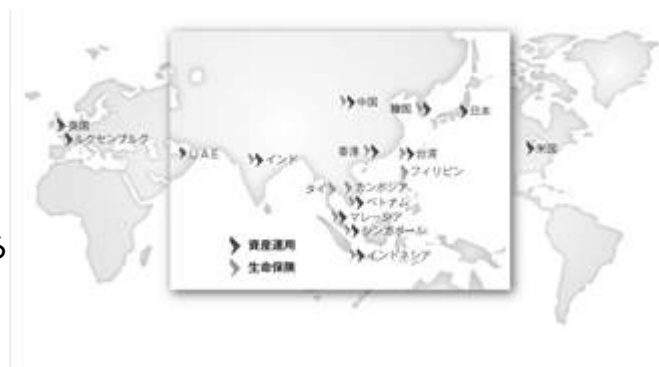 中国
韓国
日本
英国
ルクセンブルク
UAE
インド
香港
台湾
米国
フィリピン
タイ
カンボジア
ベトナム
マレーシア
シンガポール
インドネシア
資産運用
生命保険
る